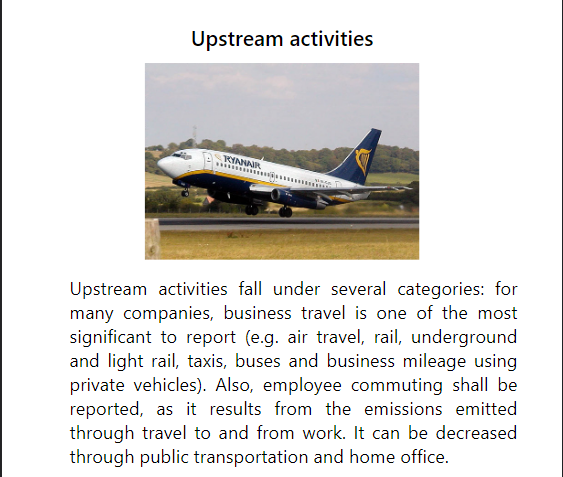 Upstream activities
RYANAIR
Upstream activities fall under several categories: for
many companies, business travel is one of the most
significant to report (e.g. air travel, rail, underground
and light rail, taxis, buses and business mileage using
private vehicles). Also, employee commuting shall be
reported, as it results from the emissions emitted
through travel to and from work. It can be decreased
through public transportation and home office.